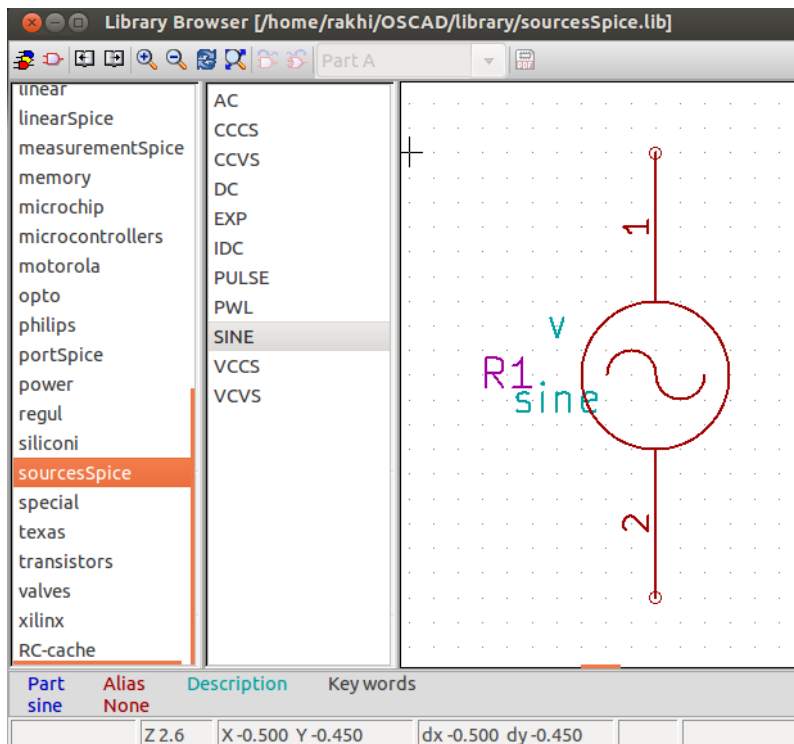 Library Browser [/home/rakhi/OSCAD/library/sourcesSpice.lib]
Part A
PDF
linear
linearSpice
measurementSpice
memory
microchip
microcontrollers
motorola
opto
philips
portSpice
power
regul
siliconi
sourcesSpice
special
texas
transistors
valves
xilinx
RC-cache
AC
CCCS
CCVS
DC
EXP
IDC
PULSE
PWL
SINE
VCCS
VCVS
1
V
R1
sine
2
Part Alias Description Key words
sine None
Z 2.6 X -0.500 Y -0.450 dx -0.500 dy -0.450